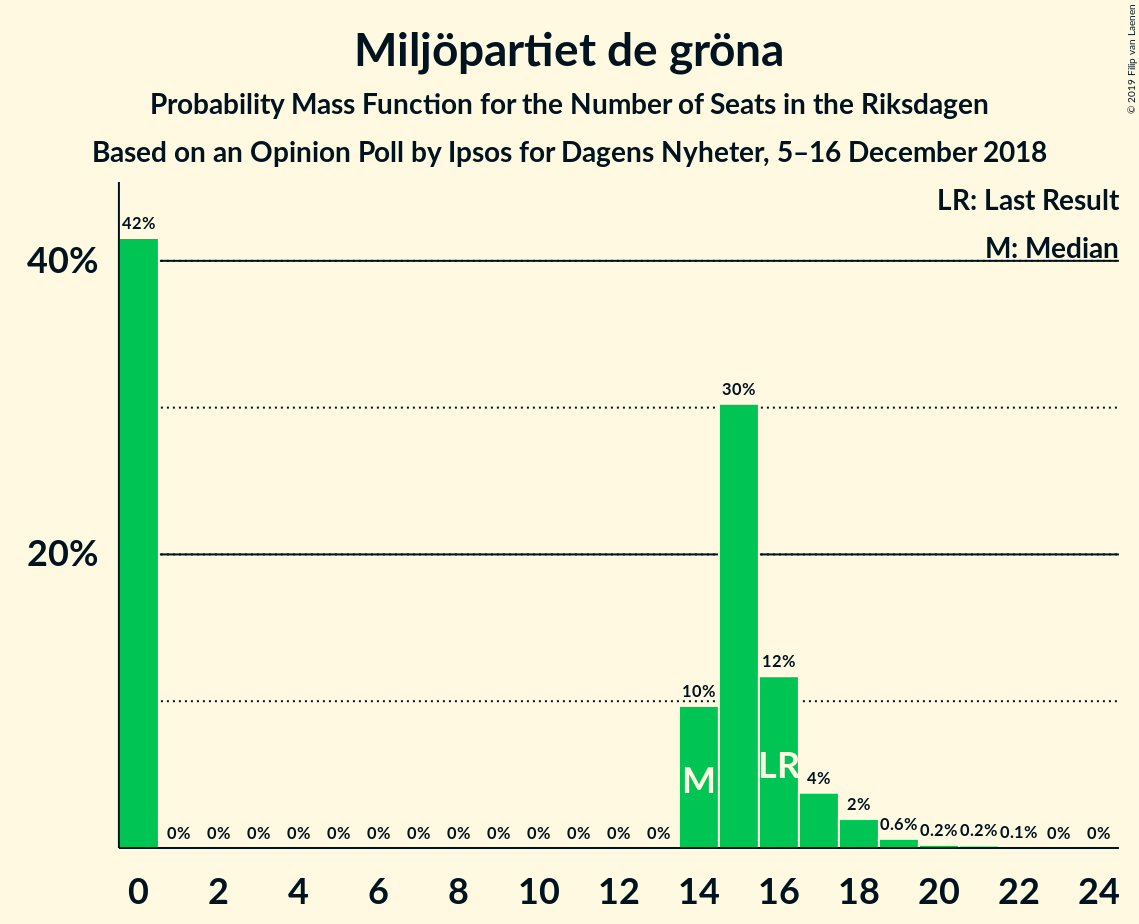 Miljöpartiet de gröna
Probability Mass Function for the Number of Seats in the Riksdagen
Based on an Opinion Poll by Ipsos for Dagens Nyheter, 5–16 December 2018
© 2019 Filip van Laenen
LR: Last Result
M: Median
40%
20%
42%
0% 0% 0% 0% 0% 0% 0% 0% 0% 0% 0% 0% 0%
10%
30%
12%
4%
2%
0.6%
0.2%
0.2%
0.1%
0%
0%
M
LR
0 2 4 6 8 10 12 14 16 18 20 22 24